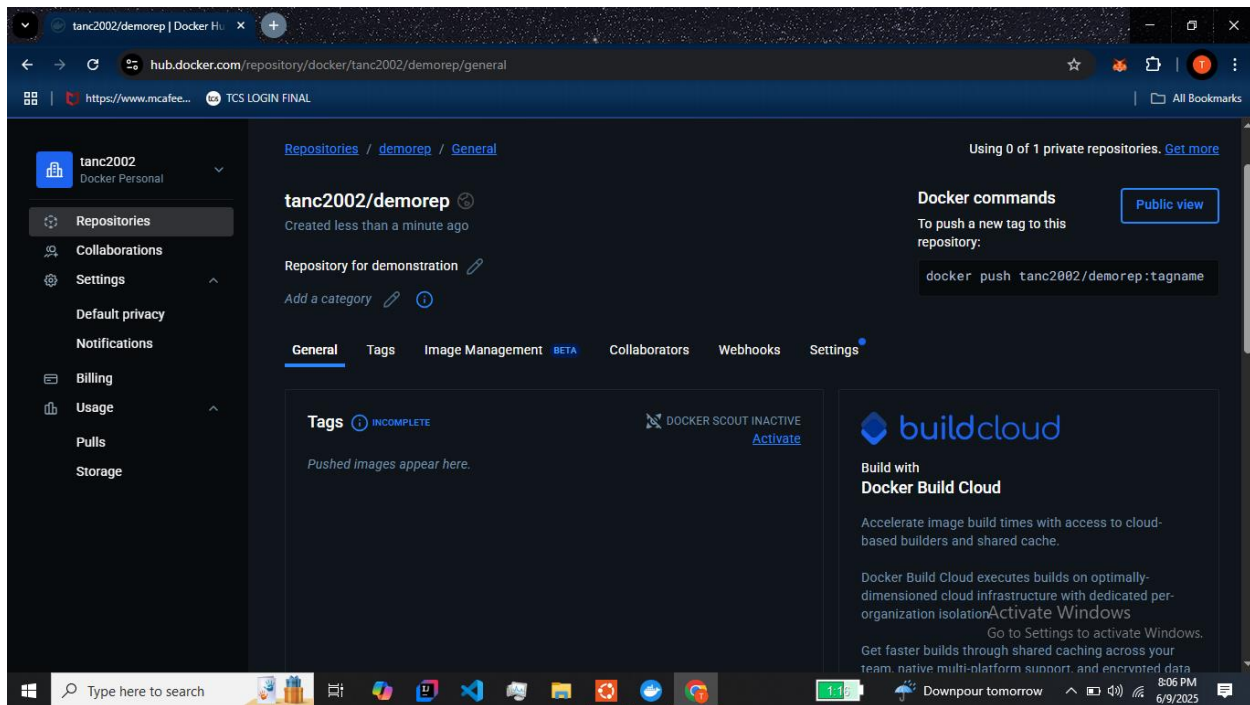 tanc2002/demorep | Docker Hu
hub.docker.com/repository/docker/tanc2002/demorep/general
T
https://www.mcafee...
tcs TCS LOGIN FINAL
All Bookmarks
tanc2002
Docker Personal
Repositories
Collaborations
Settings
Default privacy
Notifications
Billing
Usage
Pulls
Storage
Repositories / demorep / General
Using 0 of 1 private repositories. Get more
tanc2002/demorep
Created less than a minute ago
Repository for demonstration
Add a category
Docker commands
Public view
To push a new tag to this
repository:
docker push tanc2002/demorep:tagname
General Tags Image Management BETA Collaborators Webhooks Settings
Tags INCOMPLETE
DOCKER SCOUT INACTIVE
Activate
Pushed images appear here.
buildcloud
Build with
Docker Build Cloud
Accelerate image build times with access to cloud-
based builders and shared cache.
Docker Build Cloud executes builds on optimally-
dimensioned cloud infrastructure with dedicated per-
organization isolation.
Get faster builds through shared caching across your
team, native multi-platform support, and encrypted data
Activate Windows
Go to Settings to activate Windows.
Type here to search
1:16
Downpour tomorrow
8:06 PM
6/9/2025